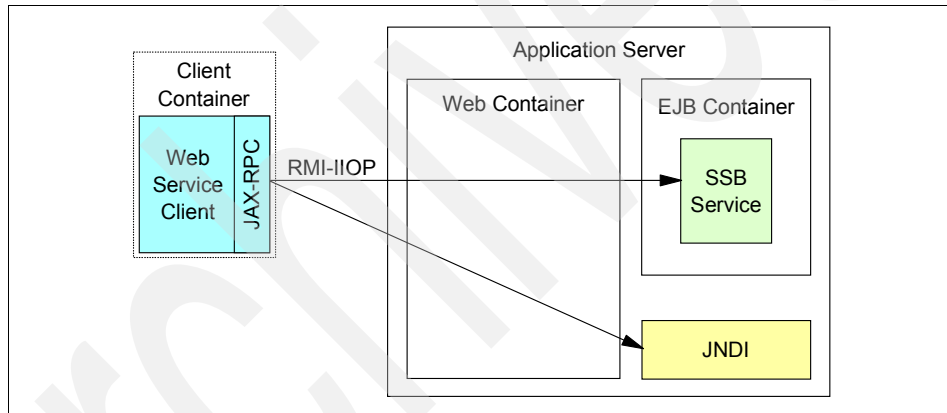 Application Server
Client
Container
Web Container
EJB Container
Web
Service
Client
JAX-RPC
RMI-IIOP
SSB
Service
JNDI